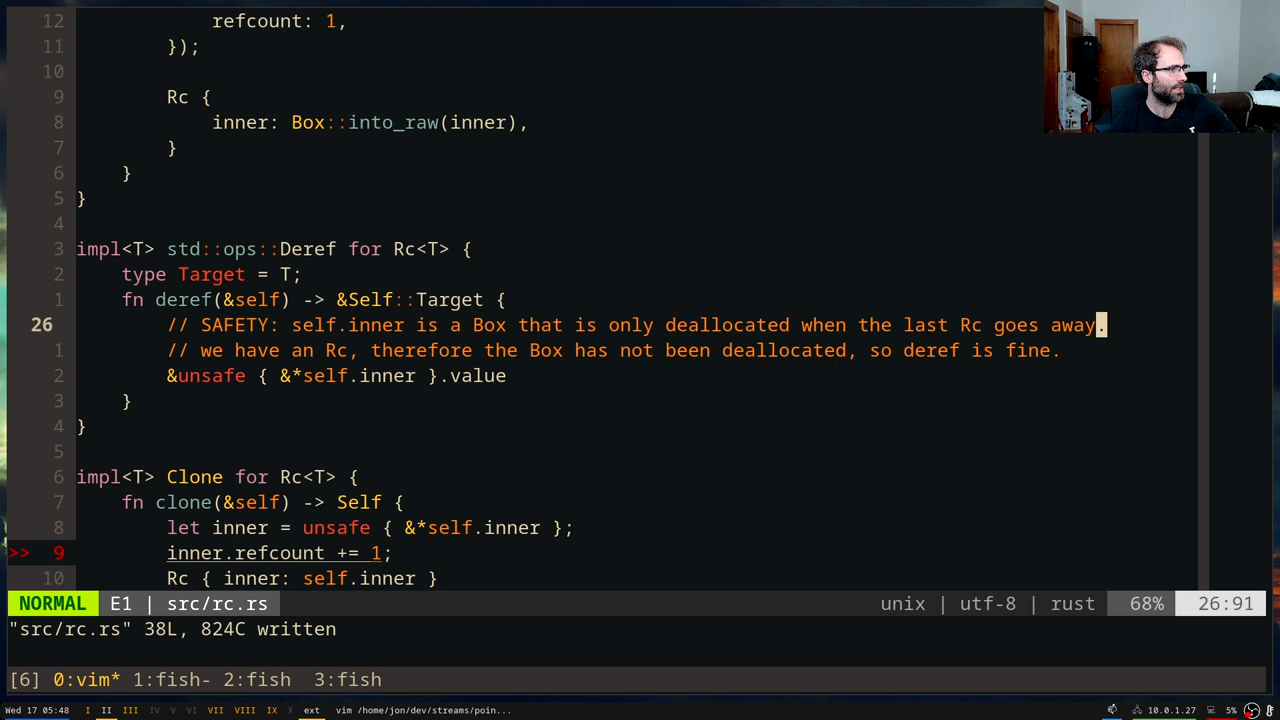 12             refcount: 1,
11         });
10
9         Rc {
8             inner: Box::into_raw(inner),
7         }
6     }
5 }
4
3 impl<T> std::ops::Deref for Rc<T> {
2     type Target = T;
1     fn deref(&self) -> &Self::Target {
26         // SAFETY: self.inner is a Box that is only deallocated when the last Rc goes away.
1         // we have an Rc, therefore the Box has not been deallocated, so deref is fine.
2         &unsafe { &*self.inner }.value
3     }
4 }
5
6 impl<T> Clone for Rc<T> {
7     fn clone(&self) -> Self {
8         let inner = unsafe { &*self.inner };
>> 9         inner.refcount += 1;
10         Rc { inner: self.inner }
NORMAL E1 | src/rc.rs unix | utf-8 | rust 68% 26:91
"src/rc.rs" 38L, 824C written
[6] 0:vim* 1:fish- 2:fish  3:fish
Wed 17 05:48 I II III IV V VI VII VIII IX X ext vim /home/jon/dev/streams/poin... 10.0.1.27 5%